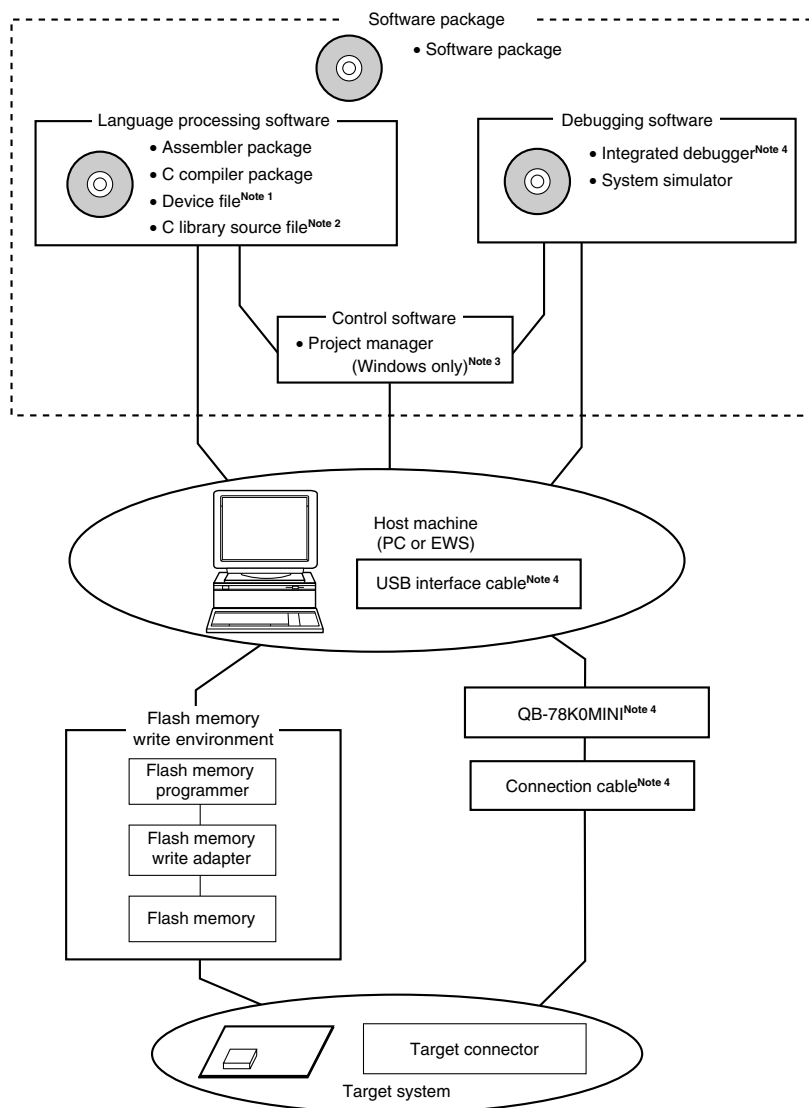 Software package
• Software package
Language processing software
• Assembler package
• C compiler package
• Device fileNote 1
• C library source fileNote 2
Debugging software
• Integrated debuggerNote 4
• System simulator
Control software
• Project manager
(Windows only)Note 3
Host machine
(PC or EWS)
USB interface cableNote 4
Flash memory
write environment
Flash memory
programmer
Flash memory
write adapter
Flash memory
QB-78K0MININote 4
Connection cableNote 4
Target connector
Target system